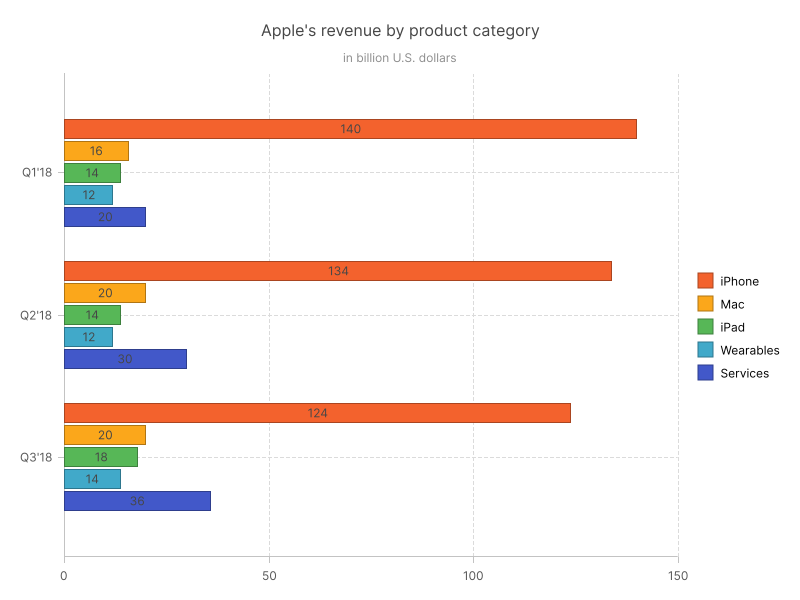 Apple's revenue by product category
in billion U.S. dollars
140
16
Q1'18
14
12
20
134
20
Q2'18
14
12
30
124
20
Q3'18
18
14
36
0
50
100
150
iPhone
Mac
iPad
Wearables
Services